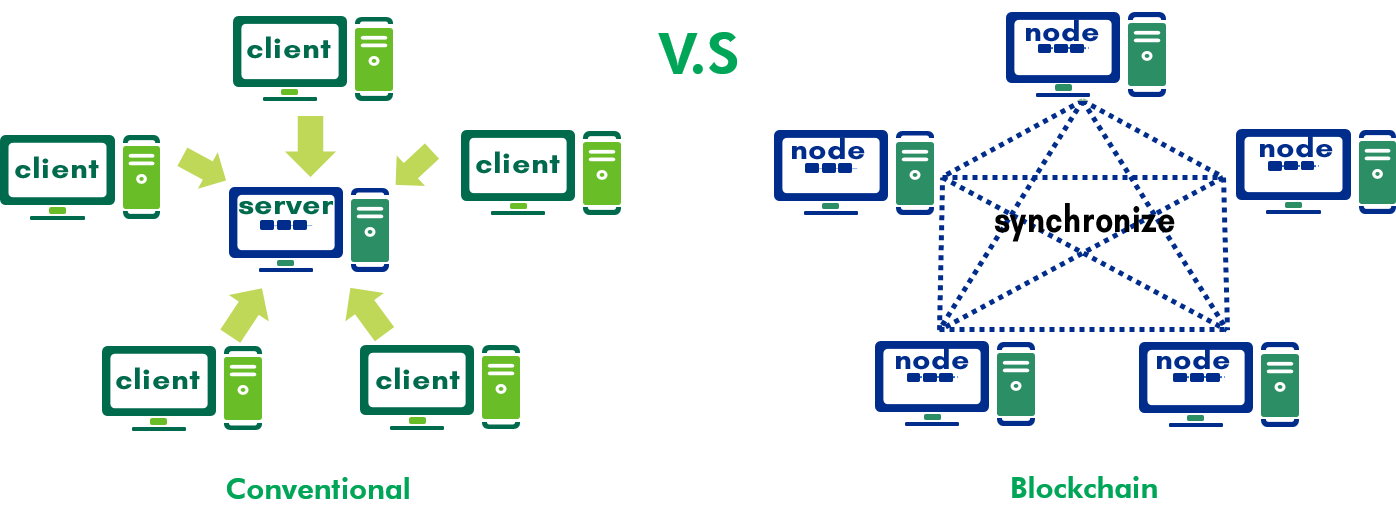 client
V.S
node
client
client
node
node
server
synchronize
client
client
node
node
Conventional
Blockchain